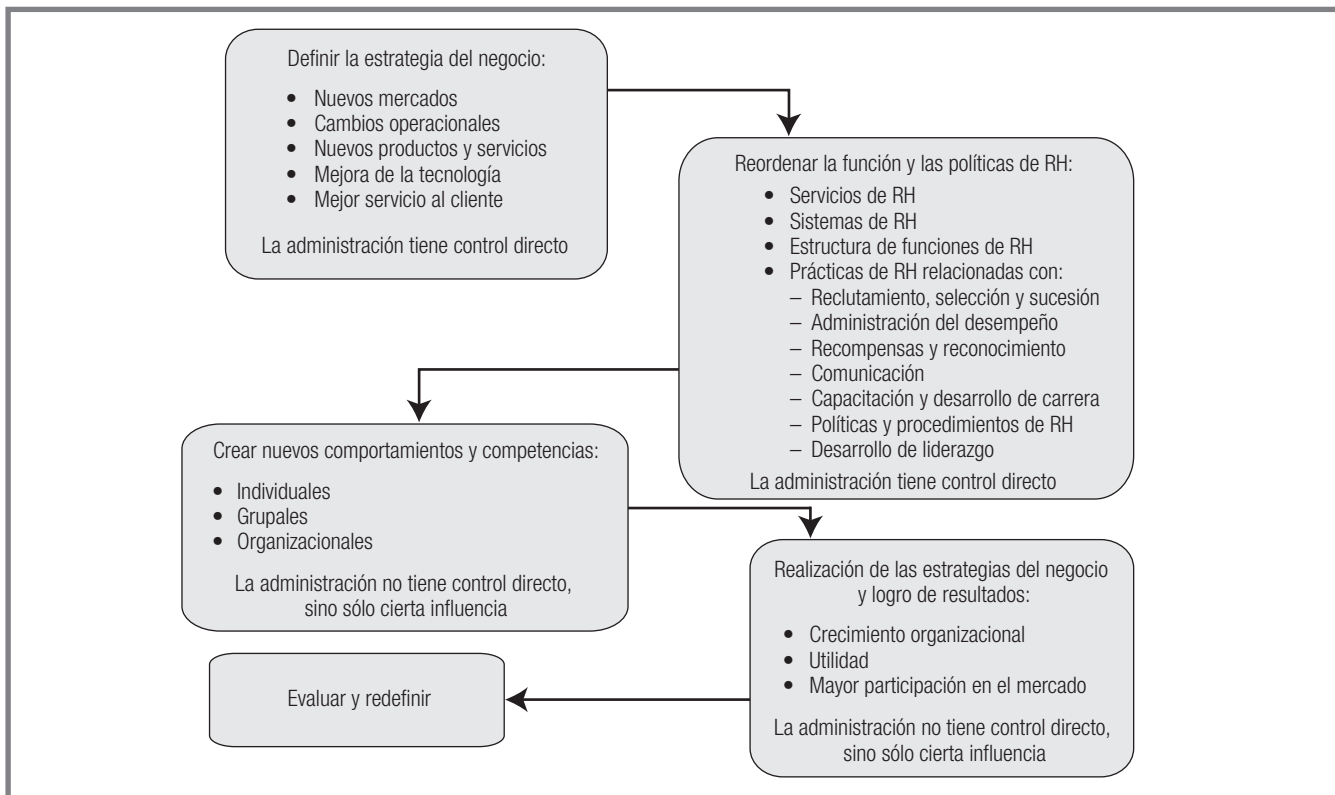 Definir la estrategia del negocio:
• Nuevos mercados
• Cambios operacionales
• Nuevos productos y servicios
• Mejora de la tecnología
• Mejor servicio al cliente
La administración tiene control directo
Reordenar la función y las políticas de RH:
• Servicios de RH
• Sistemas de RH
• Estructura de funciones de RH
• Prácticas de RH relacionadas con:
– Reclutamiento, selección y sucesión
– Administración del desempeño
– Recompensas y reconocimiento
– Comunicación
– Capacitación y desarrollo de carrera
– Políticas y procedimientos de RH
– Desarrollo de liderazgo
La administración tiene control directo
Crear nuevos comportamientos y competencias:
• Individuales
• Grupales
• Organizacionales
La administración no tiene control directo,
sino sólo cierta influencia
Realización de las estrategias del negocio
y logro de resultados:
• Crecimiento organizacional
• Utilidad
• Mayor participación en el mercado
La administración no tiene control directo,
sino sólo cierta influencia
Evaluar y redefinir